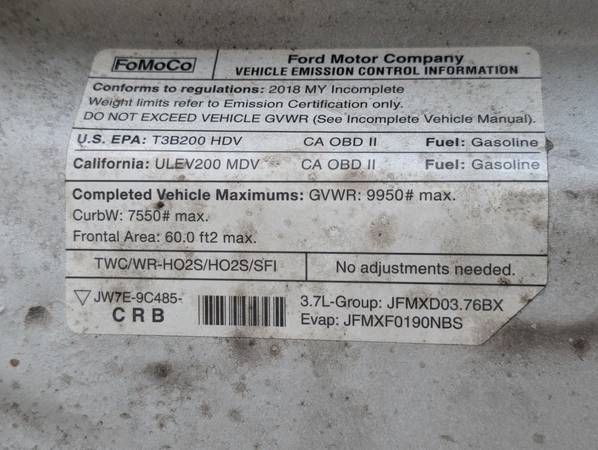 FoMoCo
Ford Motor Company
VEHICLE EMISSION CONTROL INFORMATION
Conforms to regulations: 2018 MY Incomplete
Weight limits refer to Emission Certification only.
DO NOT EXCEED VEHICLE GVWR (See Incomplete Vehicle Manual).
U.S. EPA: T3B200 HDV CA OBD II Fuel: Gasoline
California: ULEV200 MDV CA OBD II Fuel: Gasoline
Completed Vehicle Maximums: GVWR: 9950# max.
CurbW: 7550# max.
Frontal Area: 60.0 ft2 max.
TWC/WR-HO2S/HO2S/SFI No adjustments needed.
JW7E-9C485-
CRB
3.7L-Group: JFMXD03.76BX
Evap: JFMXF0190NBS